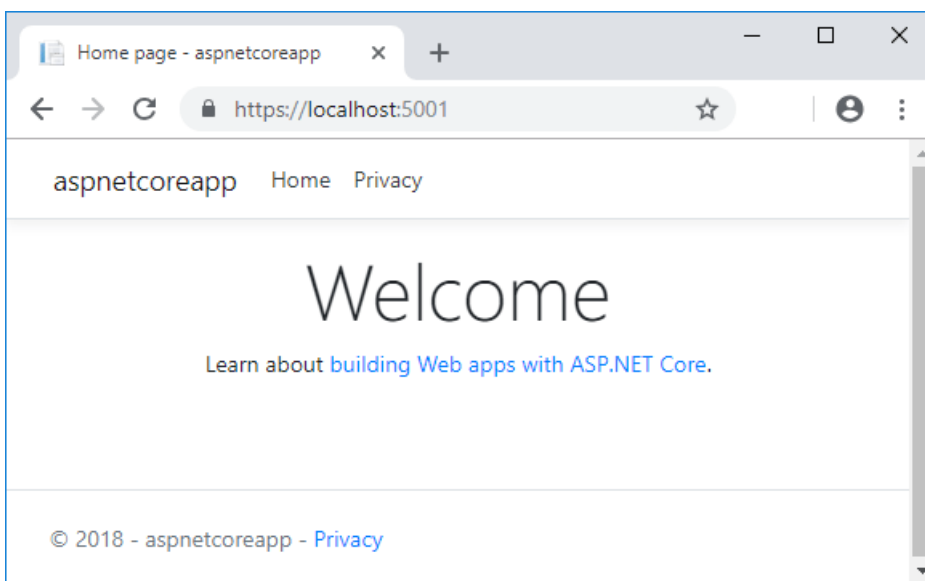 Home page - aspnetcoreapp
https://localhost:5001
aspnetcoreapp Home Privacy
Welcome
Learn about building Web apps with ASP.NET Core.
© 2018 - aspnetcoreapp - Privacy